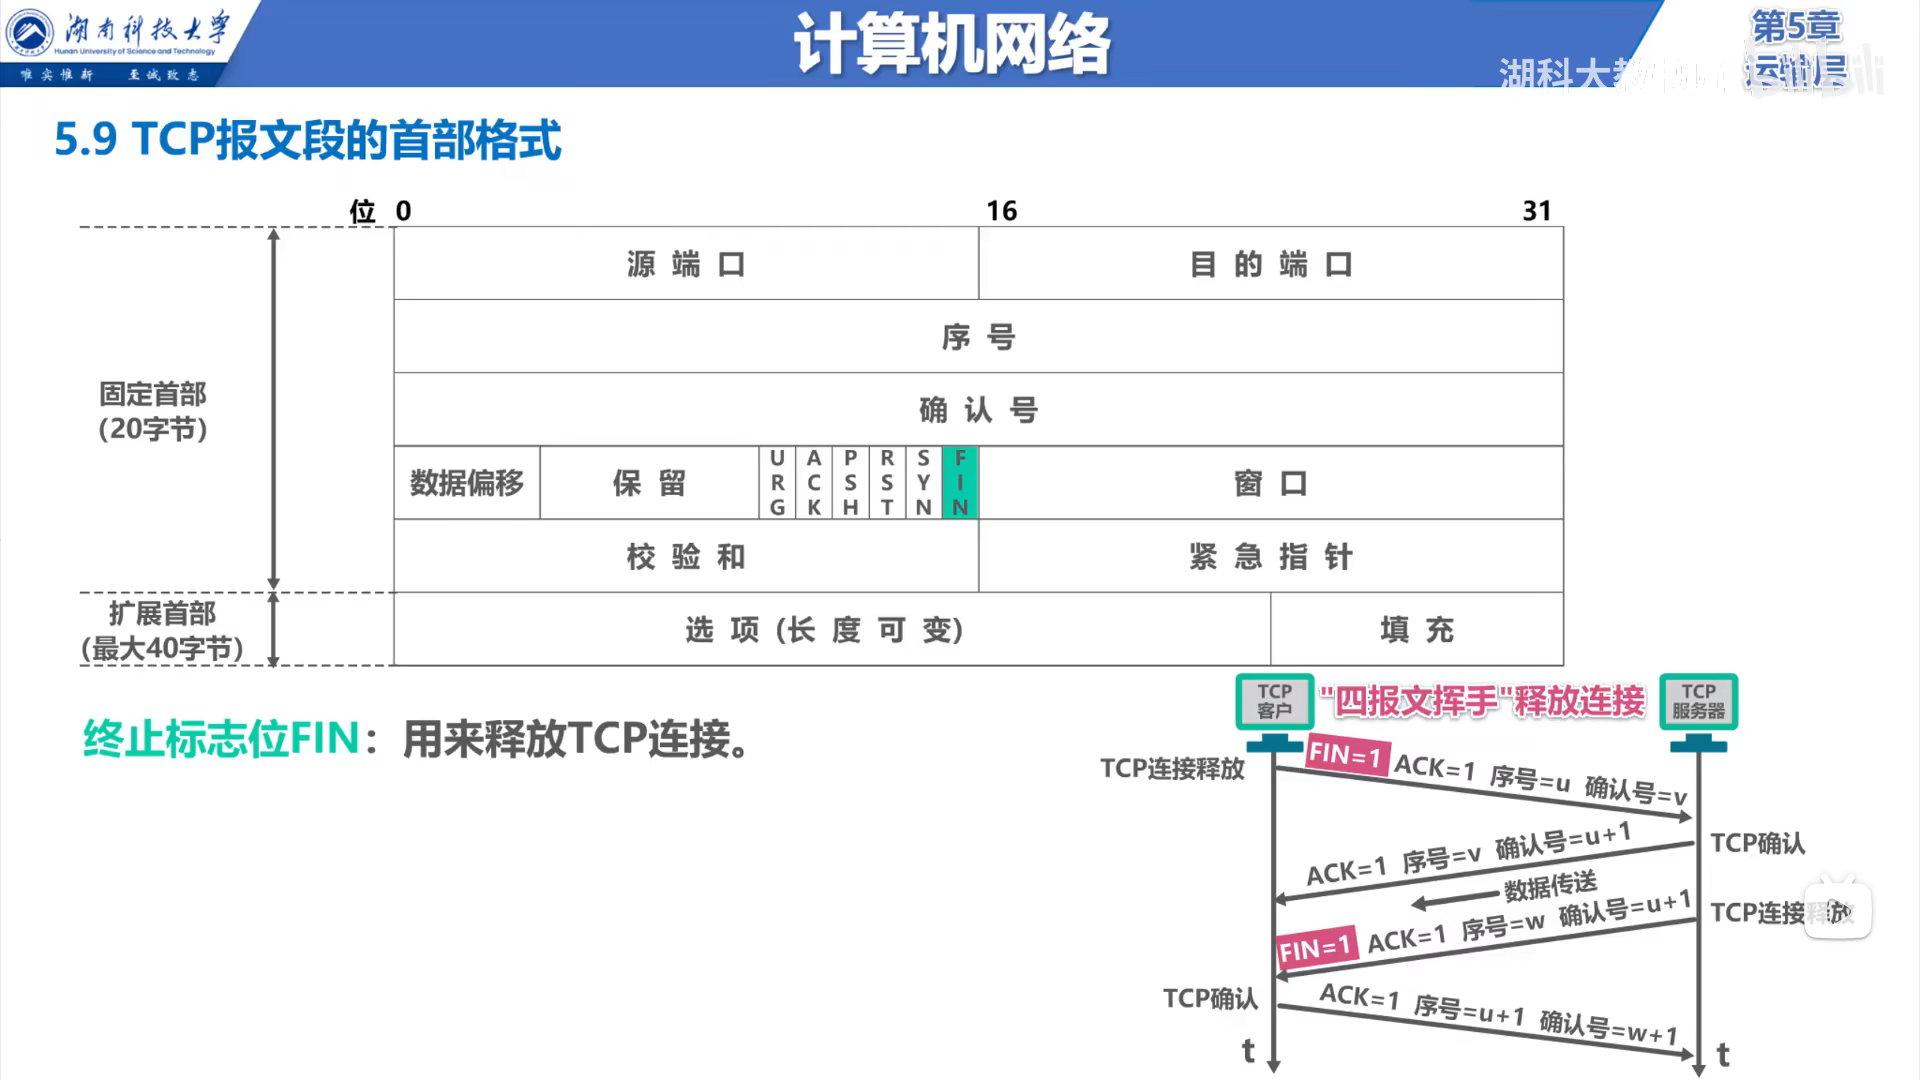 湖南科技大学
Hunan University of Science and Technology
唯实惟新 至诚致志
计算机网络
第5章
运输层
湖科大教书匠
5.9 TCP报文段的首部格式
位 0 16 31
源端口 目的端口
序号
确认号
数据偏移 保留 URG ACK PSH RST SYN FIN 窗口
校验和 紧急指针
选项(长度可变) 填充
固定首部
(20字节)
扩展首部
(最大40字节)
终止标志位FIN：用来释放TCP连接。
TCP
客户
"四报文挥手"释放连接
TCP
服务器
TCP连接释放
FIN=1 ACK=1 序号=u 确认号=v
TCP确认
ACK=1 序号=v 确认号=u+1
数据传送
TCP连接释放
FIN=1 ACK=1 序号=w 确认号=u+1
TCP确认
ACK=1 序号=u+1 确认号=w+1
t t